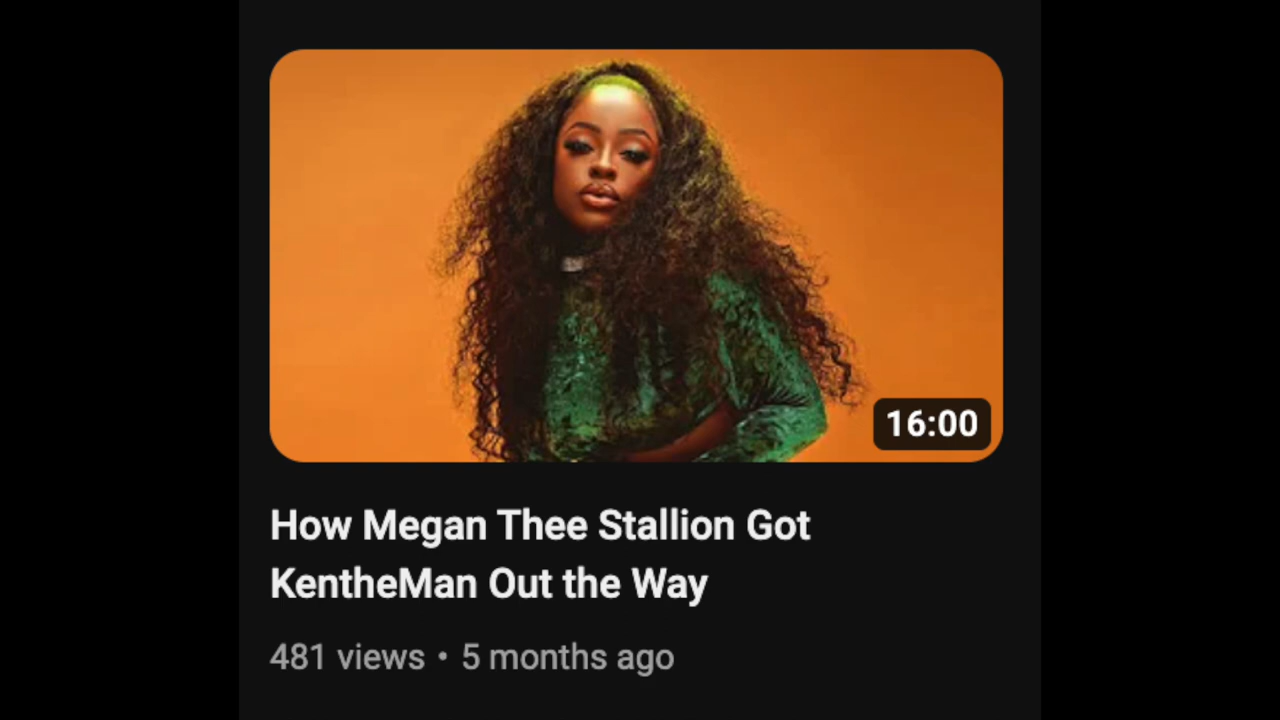 16:00
How Megan Thee Stallion Got
KentheMan Out the Way
481 views • 5 months ago